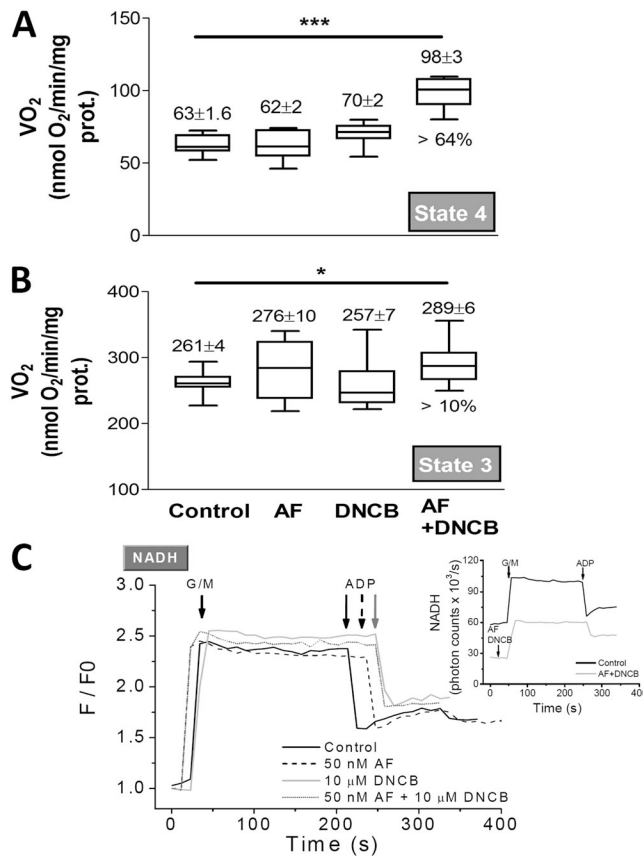 A
***
VO2
(nmol O2/min/mg
prot.)
150
100
50
0
63±1.6
62±2
70±2
98±3
> 64%
State 4
B
*
VO2
(nmol O2/min/mg
prot.)
400
300
200
100
261±4
276±10
257±7
289±6
> 10%
State 3
Control AF DNCB AF
+DNCB
C
NADH
F / F0
3.0
2.5
2.0
1.5
1.0
G/M
ADP
Control
50 nM AF
10 µM DNCB
50 nM AF + 10 µM DNCB
0 100 200 300 400
Time (s)
NADH
(photon counts x 10³/s)
120
90
60
30
0
G/M
ADP
AF
DNCB
Control
AF+DNCB
0 100 200 300 400
Time (s)